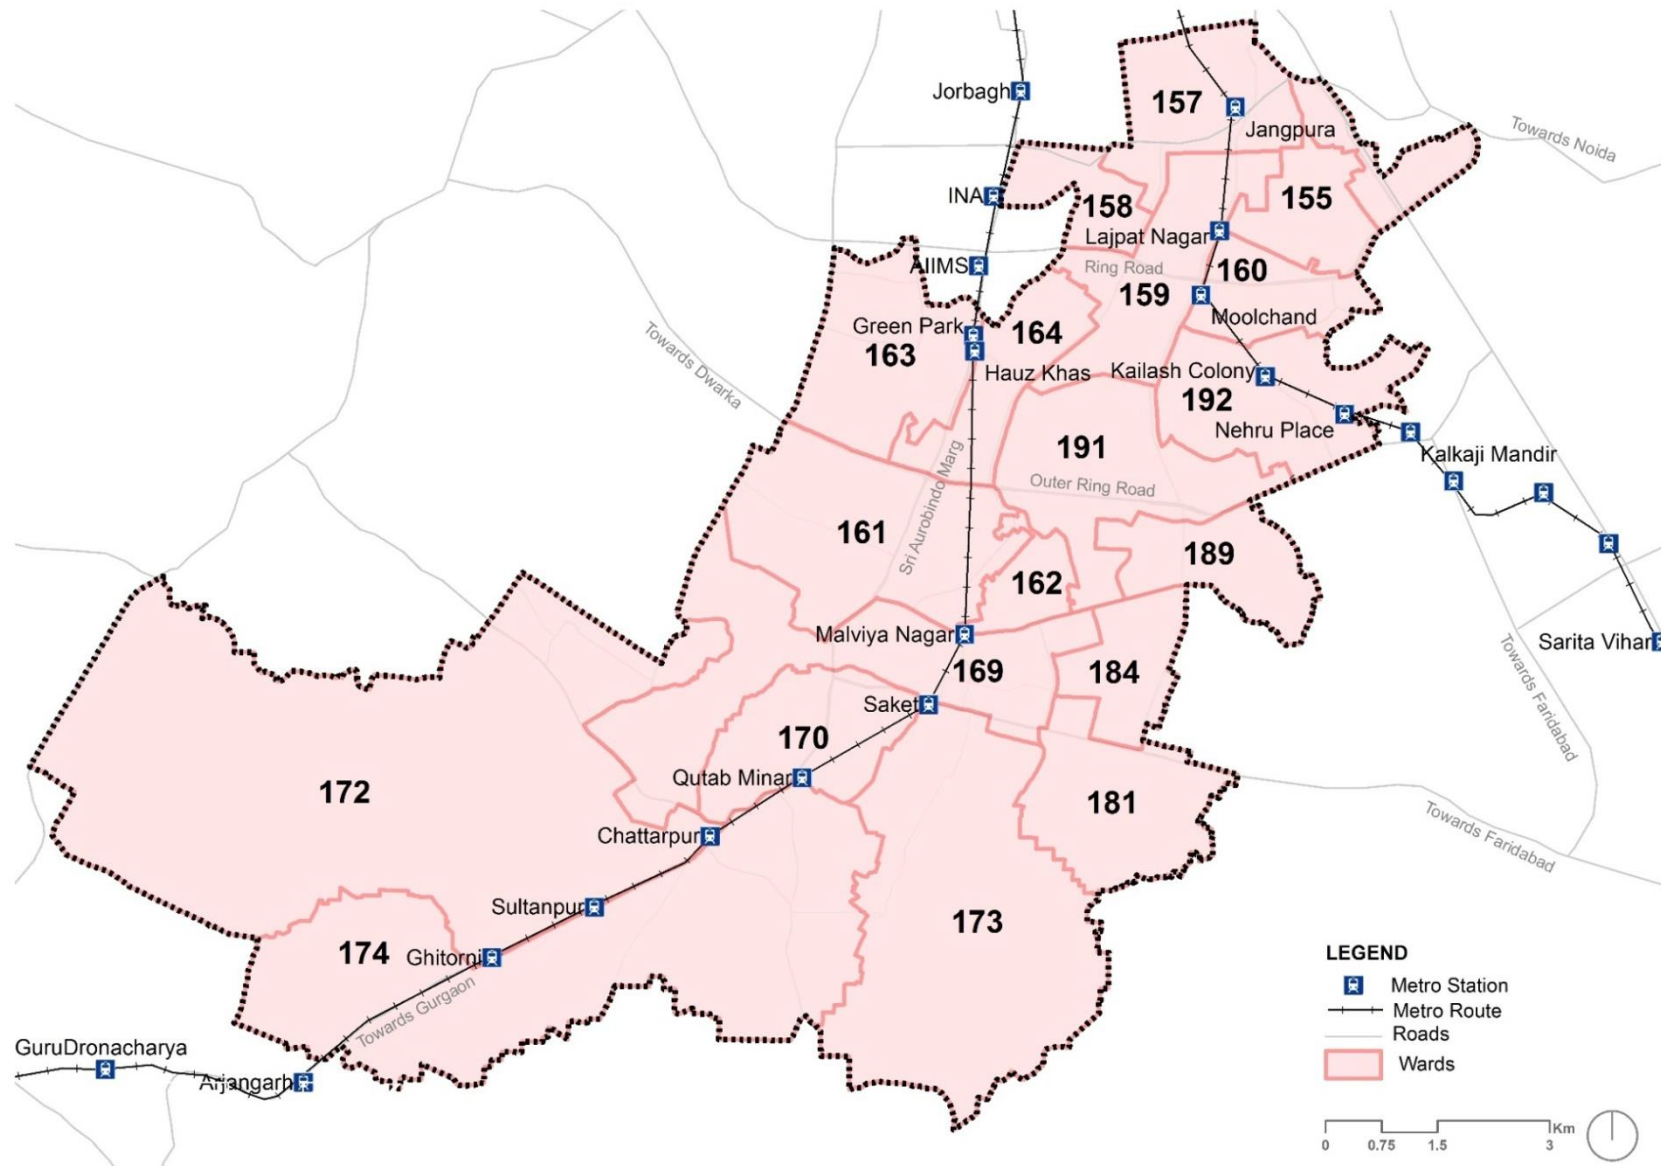 Jorbagh
157
Jangpura
Towards Noida
INA
158
155
Lajpat Nagar
AIIMS
Ring Road
160
159
Moolchand
Green Park
163
164
Hauz Khas
Towards Dwarka
Kailash Colony
192
Nehru Place
191
Kalkaji Mandir
Sri Aurobindo Marg
Outer Ring Road
161
162
189
Malviya Nagar
169
184
Sarita Vihar
Towards Faridabad
Saket
170
Qutab Minar
172
181
Chattarpur
Towards Faridabad
Sultanpur
173
174
Ghitorni
Towards Gurgaon
GuruDronacharya
Arjangarh
LEGEND
Metro Station
Metro Route
Roads
Wards
Km
0 0.75 1.5 3